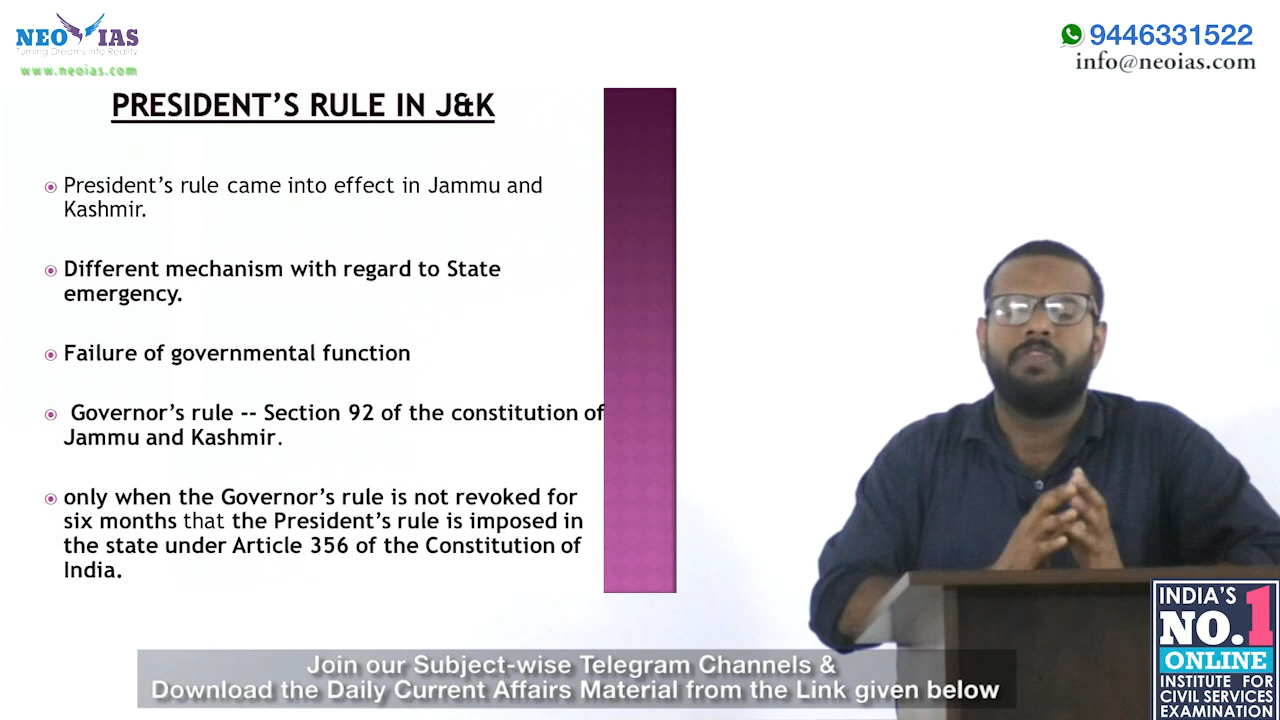 NEO IAS
Turning Dreams into Reality
www.neoias.com
9446331522
info@neoias.com
PRESIDENT’S RULE IN J&K
President’s rule came into effect in Jammu and
Kashmir.
Different mechanism with regard to State
emergency.
Failure of governmental function
Governor’s rule -- Section 92 of the constitution of
Jammu and Kashmir.
only when the Governor’s rule is not revoked for
six months that the President’s rule is imposed in
the state under Article 356 of the Constitution of
India.
INDIA’S
NO.1
ONLINE
INSTITUTE FOR
CIVIL SERVICES
EXAMINATION
Join our Subject-wise Telegram Channels &
Download the Daily Current Affairs Material from the Link given below